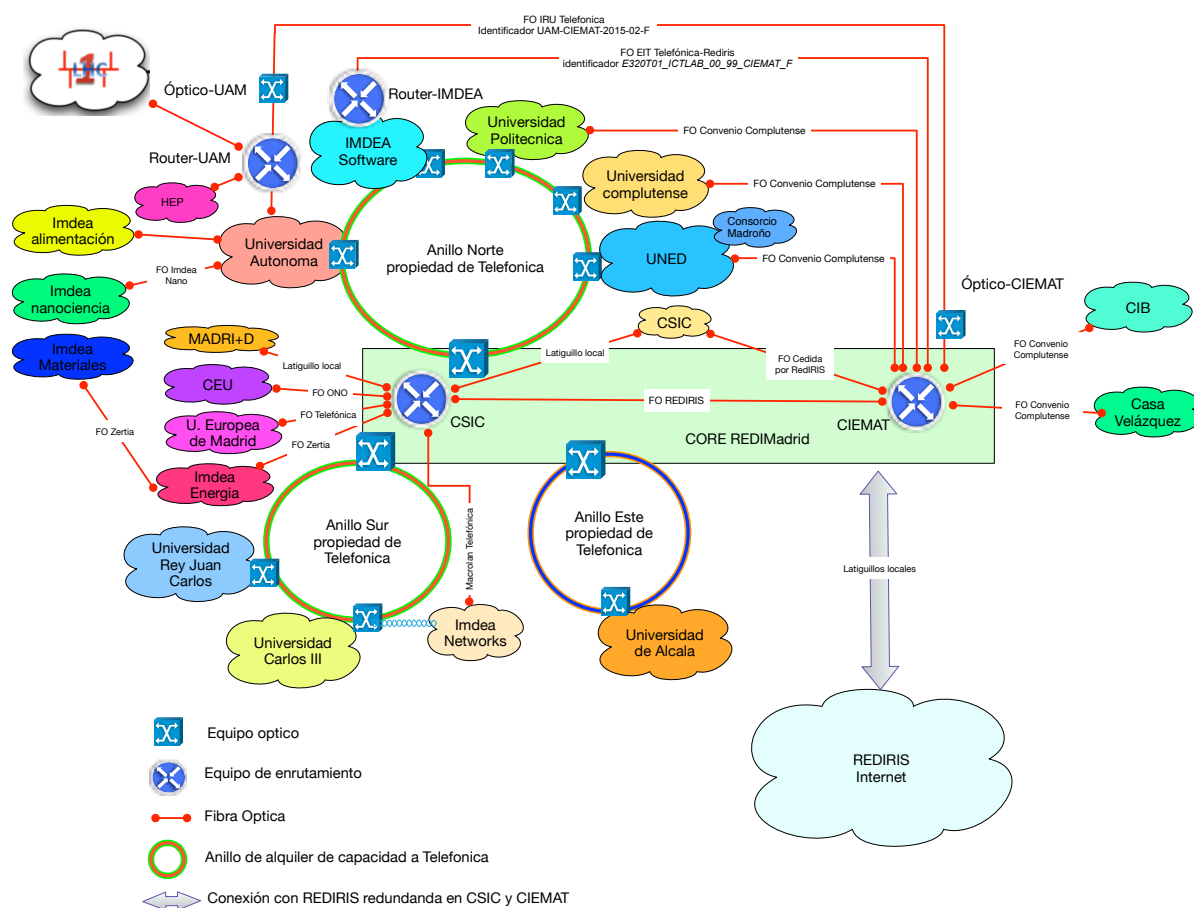 FO IRU Telefonica
Identificador UAM-CIEMAT-2015-02-F
FO EIT Telefónica-Rediris
identificador E320T01_ICTLAB_00_99_CIEMAT_F
LHC
1
Óptico-UAM
Router-IMDEA
Universidad
Politecnica
FO Convenio Complutense
IMDEA
Software
Router-UAM
Universidad
complutense
FO Convenio Complutense
HEP
Imdea
alimentación
Universidad
Autonoma
Anillo Norte
propiedad de Telefonica
Consorcio
Madroño
UNED
FO Convenio Complutense
FO Imdea
Nano
Imdea
nanociencia
Óptico-CIEMAT
CIB
CSIC
MADRI+D
Imdea
Materiales
Latiguillo local
Latiguillo local
FO Cedida
por RedIRIS
FO Convenio
Complutense
CEU
FO ONO
FO REDIRIS
FO Convenio
Complutense
Casa
Velázquez
U. Europea
de Madrid
FO Telefónica
CSIC
CIEMAT
FO Zertia
FO Zertia
CORE REDIMadrid
Imdea
Energia
Anillo Sur
propiedad de
Telefonica
Anillo Este
propiedad de
Telefonica
Universidad
Rey Juan
Carlos
Macrolan Telefónica
Latiguillos locales
Universidad
Carlos III
Imdea
Networks
Universidad
de Alcala
Equipo optico
Equipo de enrutamiento
REDIRIS
Internet
Fibra Optica
Anillo de alquiler de capacidad a Telefonica
Conexión con REDIRIS redundanda en CSIC y CIEMAT